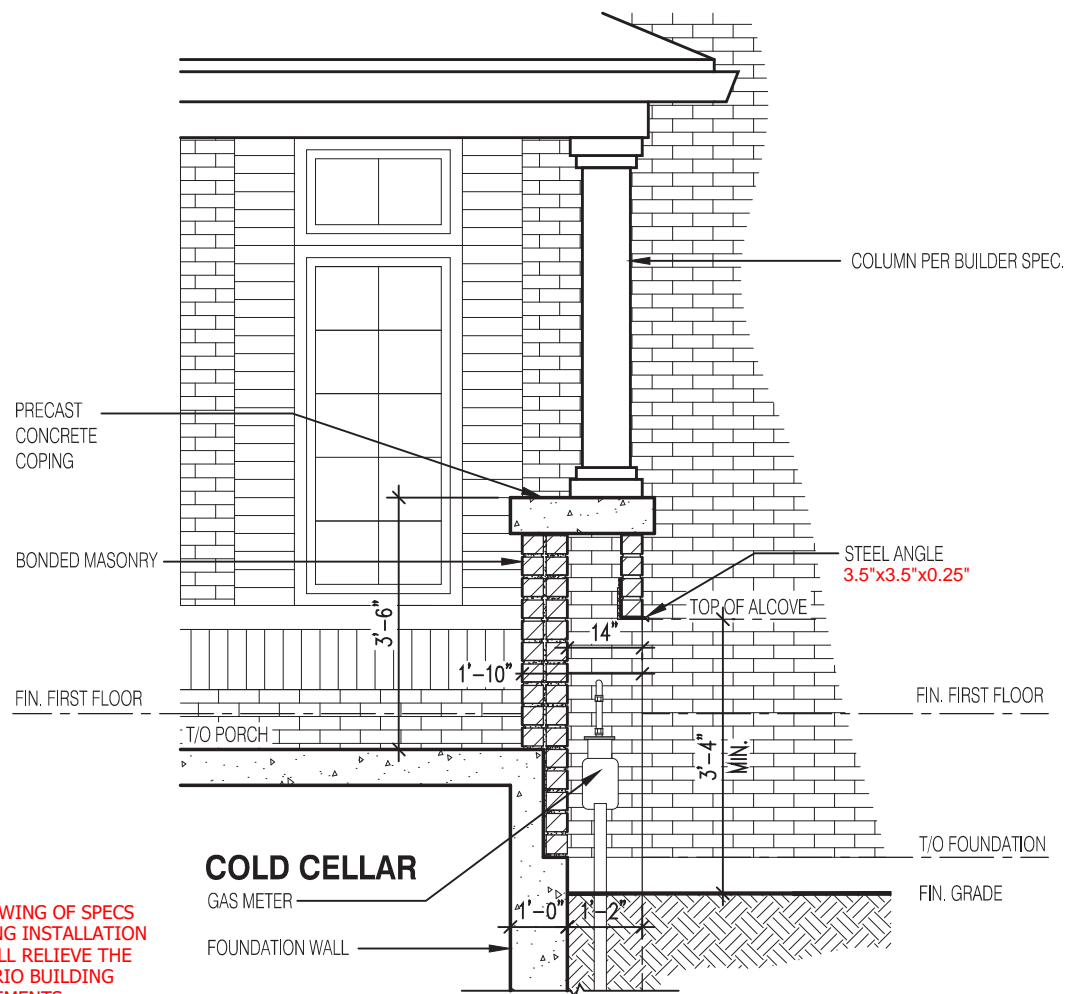 COLUMN PER BUILDER SPEC.
PRECAST
CONCRETE
COPING
BONDED MASONRY
STEEL ANGLE
3.5"x3.5"x0.25"
TOP OF ALCOVE
3'-6"
14"
1'-10"
FIN. FIRST FLOOR
FIN. FIRST FLOOR
T/O PORCH
3'-4"
MIN.
T/O FOUNDATION
COLD CELLAR
GAS METER
FIN. GRADE
1'-0"
1'-2"
FOUNDATION WALL
WING OF SPECS
NG INSTALLATION
LL RELIEVE THE
RIO BUILDING